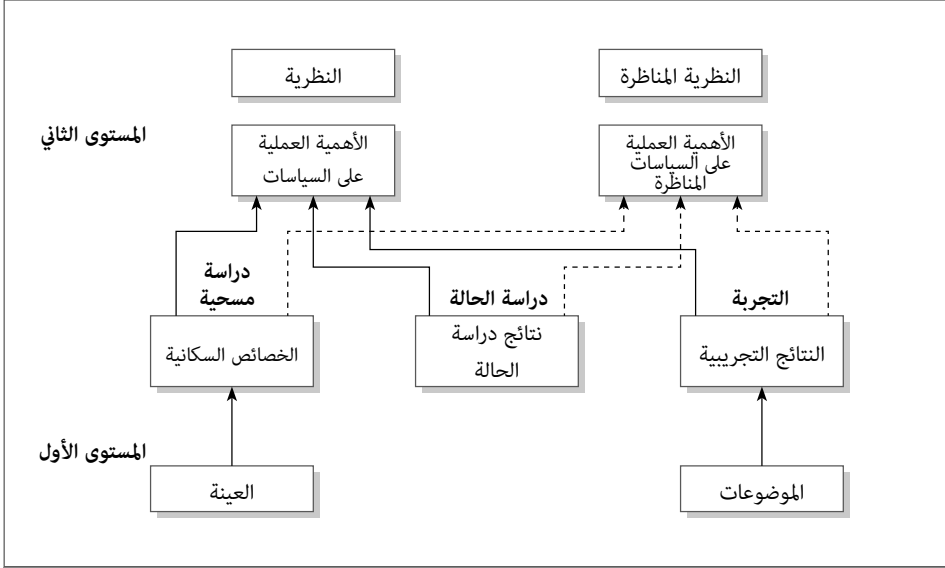 النظرية المناظرة
النظرية
المستوى الثاني
الأهمية العملية
على السياسات
المناظرة
الأهمية العملية
على السياسات
التجربة
دراسة الحالة
دراسة
مسحية
النتائج التجريبية
نتائج دراسة
الحالة
الخصائص السكانية
المستوى الأول
الموضوعات
العينة